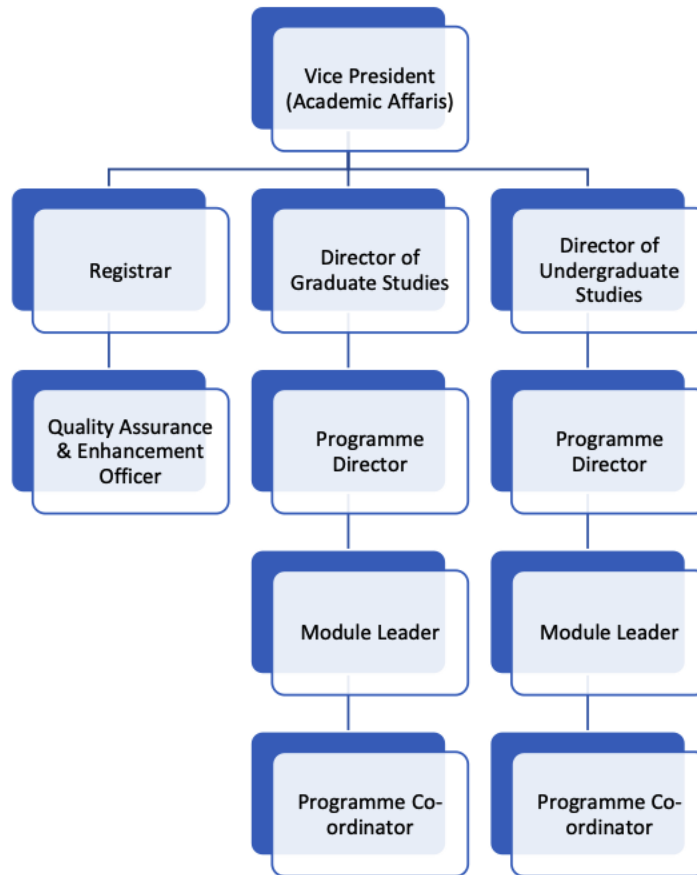 Vice President
(Academic Affaris)
Registrar
Director of
Graduate Studies
Director of
Undergraduate
Studies
Quality Assurance
& Enhancement
Officer
Programme
Director
Programme
Director
Module Leader
Module Leader
Programme Co-
ordinator
Programme Co-
ordinator